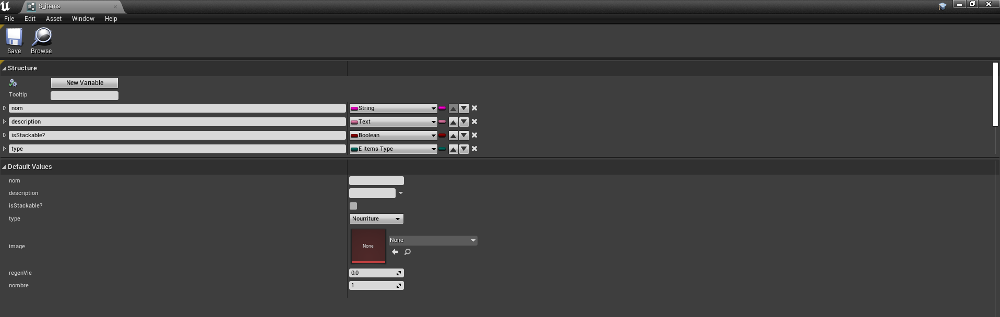 S_items
File Edit Asset Window Help
Save Browse
Structure
New Variable
Tooltip
nom String
description Text
isStackable? Boolean
type E Items Type
Default Values
nom
description
isStackable?
type Nourriture
image None None
regenVie 0,0
nombre 1